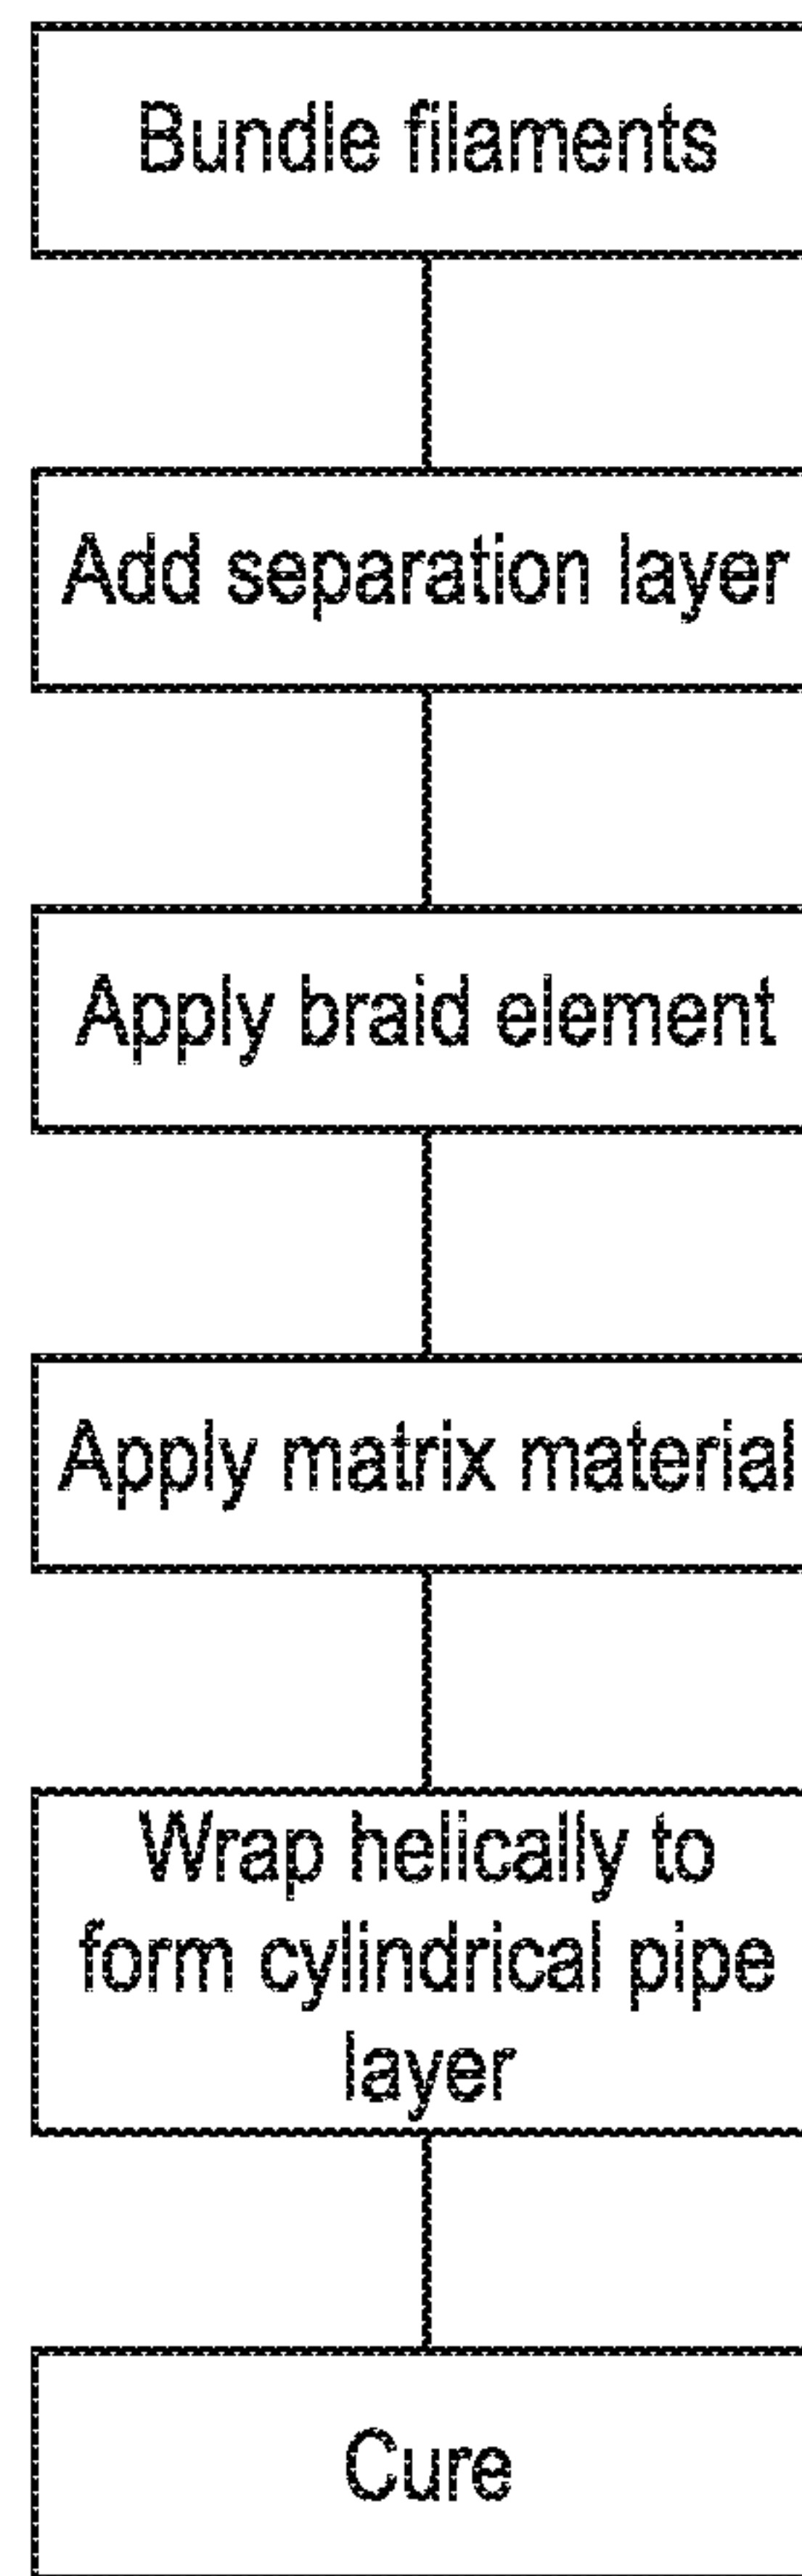 Bundle filaments
Add separation layer
Apply braid element
Apply matrix material
Wrap helically to
form cylindrical pipe
layer
Cure